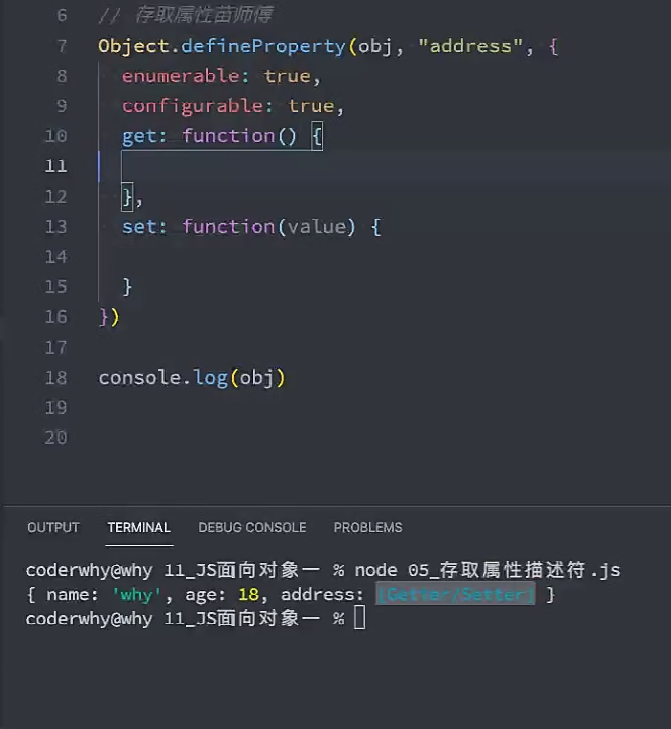 6 // 存取属性苗师傅
7 Object.defineProperty(obj, "address", {
8 enumerable: true,
9 configurable: true,
10 get: function() {
11
12 },
13 set: function(value) {
14
15 }
16 })
17
18 console.log(obj)
19
20
OUTPUT TERMINAL DEBUG CONSOLE PROBLEMS
coderwhy@why 11_JS面向对象一 % node 05_存取属性描述符.js
{ name: 'why', age: 18, address: [Getter/Setter] }
coderwhy@why 11_JS面向对象一 %